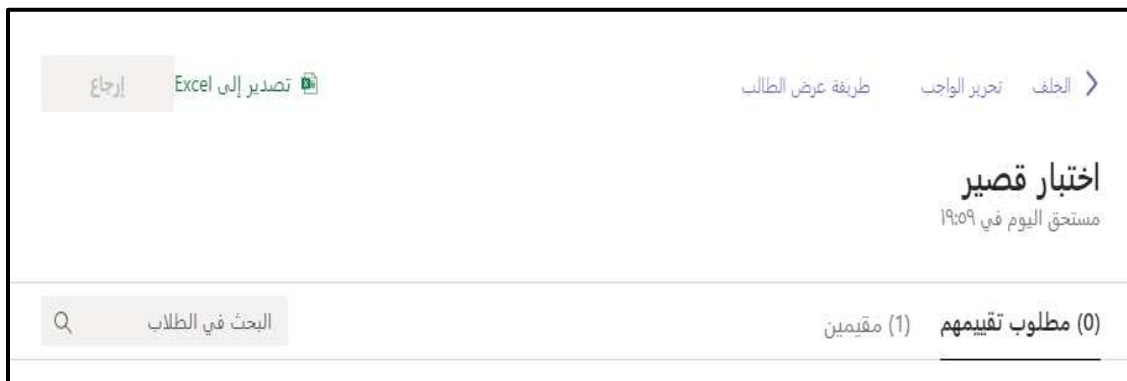 الخلف تحرير الواجب طريقة عرض الطالب تصدير إلى Excel إرجاع
اختبار قصير
مستحق اليوم في ١٩:٥٩
(0) مطلوب تقييمهم (1) مقيمين البحث في الطلاب